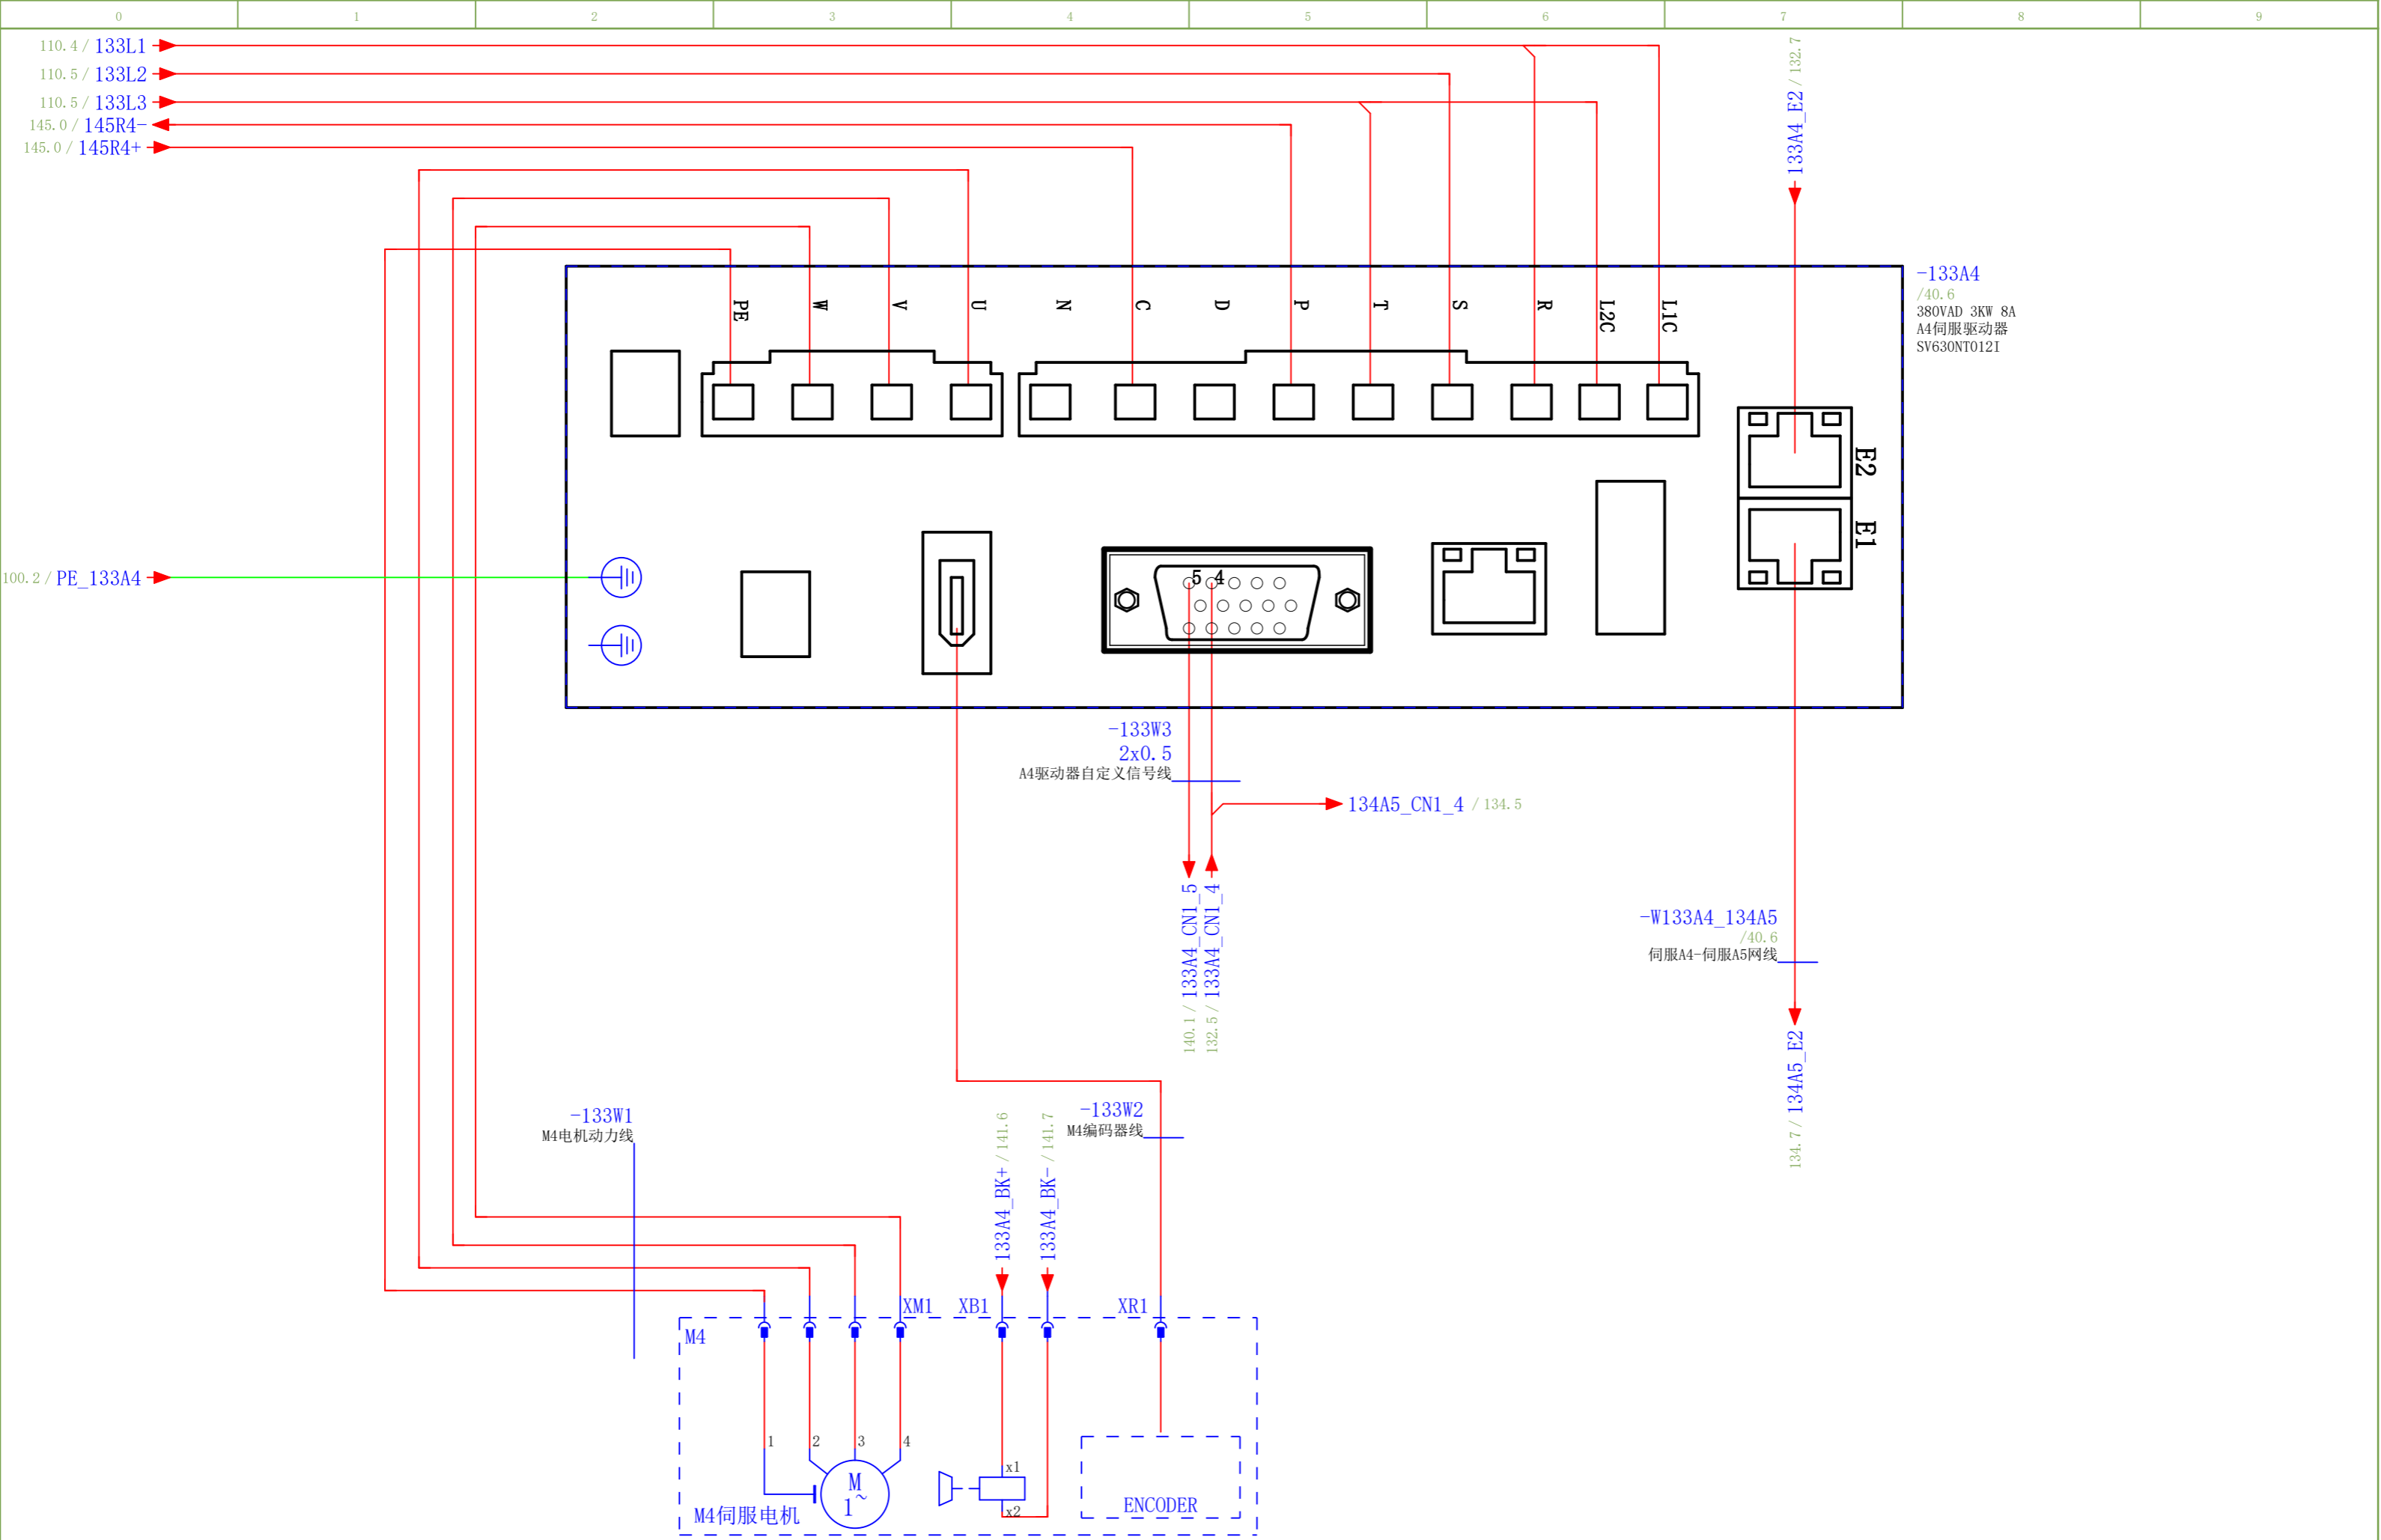 0 1 2 3 4 5 6 7 8 9
110.4 / 133L1
110.5 / 133L2
110.5 / 133L3
145.0 / 145R4-
145.0 / 145R4+
133A4_E2 / 132.7
-133A4
/40.6
380VAD 3KW 8A
A4伺服驱动器
SV630NT012I
PE W V U N C D P T S R L2C L1C
E2
E1
100.2 / PE_133A4
5 4
-133W3
2x0.5
A4驱动器自定义信号线
134A5_CN1_4 / 134.5
140.1 / 133A4_CN1_5
132.5 / 133A4_CN1_4
-W133A4_134A5
/40.6
伺服A4-伺服A5网线
134.7 / 134A5_E2
-133W1
M4电机动力线
133A4_BK+ / 141.6
133A4_BK- / 141.7
-133W2
M4编码器线
XM1 XB1 XR1
M4
1 2 3 4
x1
M
1~
x2
ENCODER
M4伺服电机